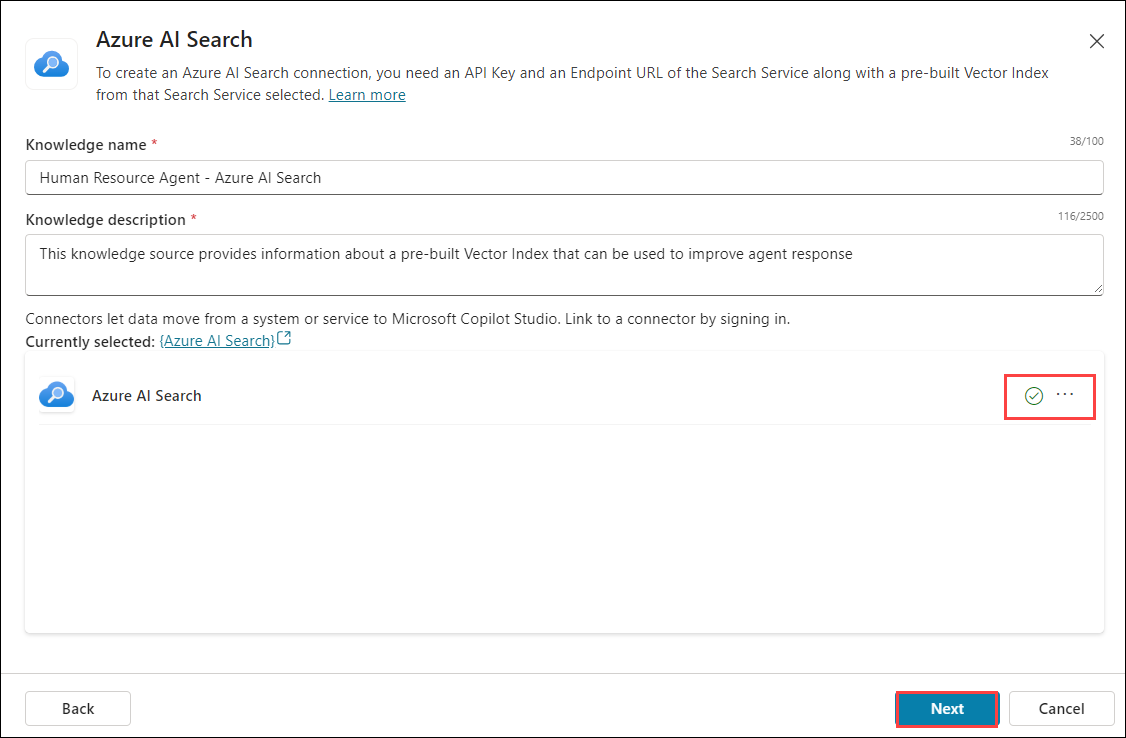 Azure AI Search
To create an Azure AI Search connection, you need an API Key and an Endpoint URL of the Search Service along with a pre-built Vector Index
from that Search Service selected. Learn more
Knowledge name *
38/100
Human Resource Agent - Azure AI Search
Knowledge description *
116/2500
This knowledge source provides information about a pre-built Vector Index that can be used to improve agent response
Connectors let data move from a system or service to Microsoft Copilot Studio. Link to a connector by signing in.
Currently selected: {Azure AI Search}
Azure AI Search
...
Back
Next
Cancel